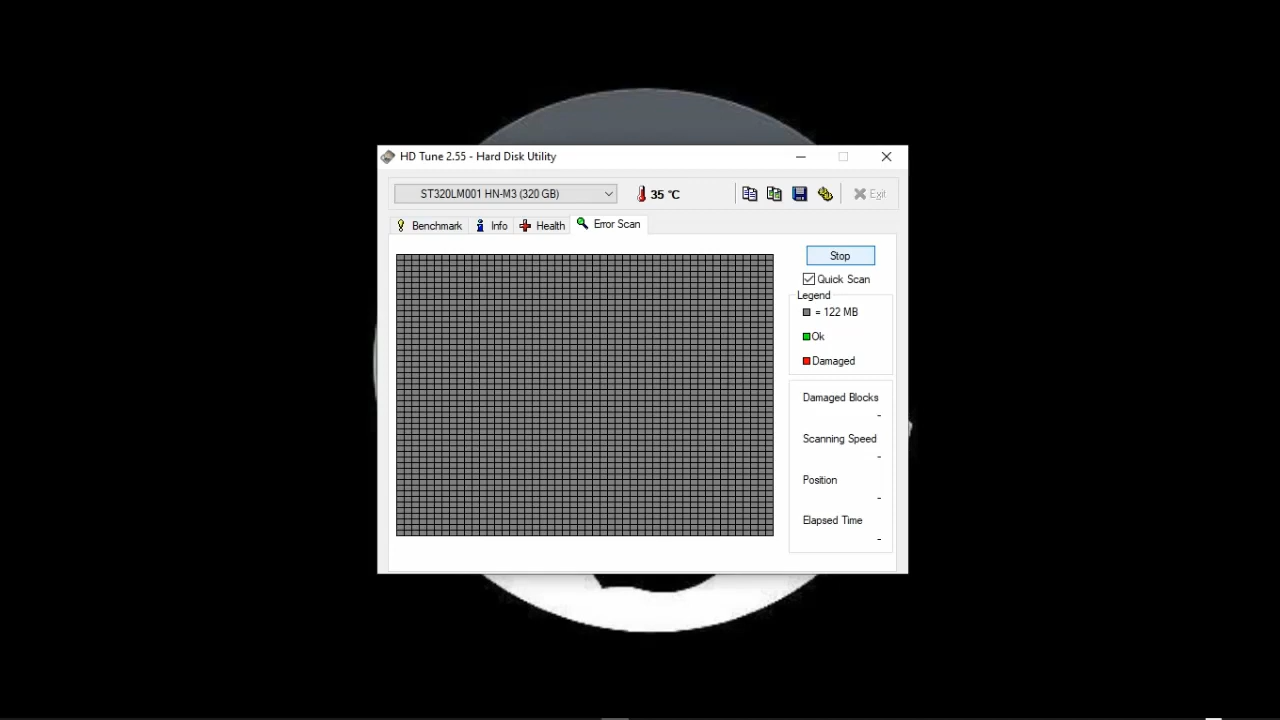 HD Tune 2.55 - Hard Disk Utility
ST320LM001 HN-M3 (320 GB)
35 °C
Exit
Benchmark
Info
Health
Error Scan
Stop
Quick Scan
Legend
= 122 MB
Ok
Damaged
Damaged Blocks
-
Scanning Speed
-
Position
-
Elapsed Time
-